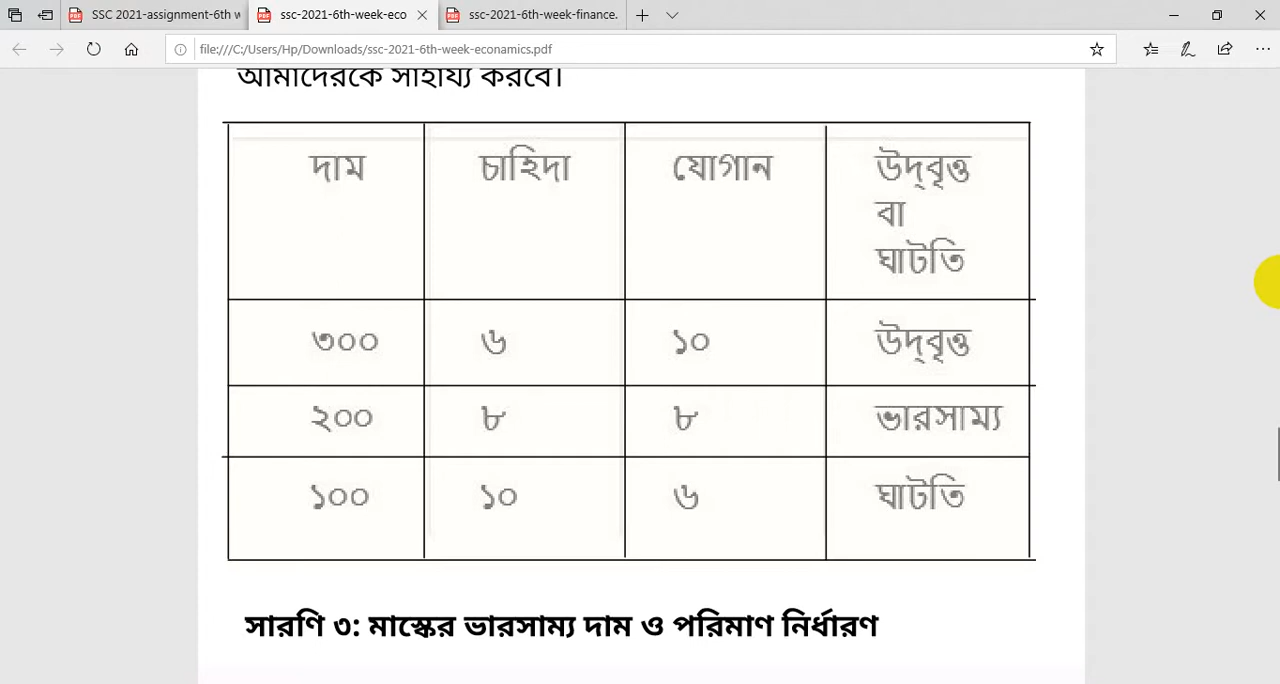 SSC 2021-assignment-6th w
ssc-2021-6th-week-eco
ssc-2021-6th-week-finance.
file:///C:/Users/Hp/Downloads/ssc-2021-6th-week-economics.pdf
আমাদেরকে সাহায্য করবে।
দাম চাহিদা যোগান উদ্‌বৃত্ত
বা
ঘাটতি
৩০০ ৬ ১০ উদ্‌বৃত্ত
২০০ ৮ ৮ ভারসাম্য
১০০ ১০ ৬ ঘাটতি
সারণি ৩: মাস্কের ভারসাম্য দাম ও পরিমাণ নির্ধারণ